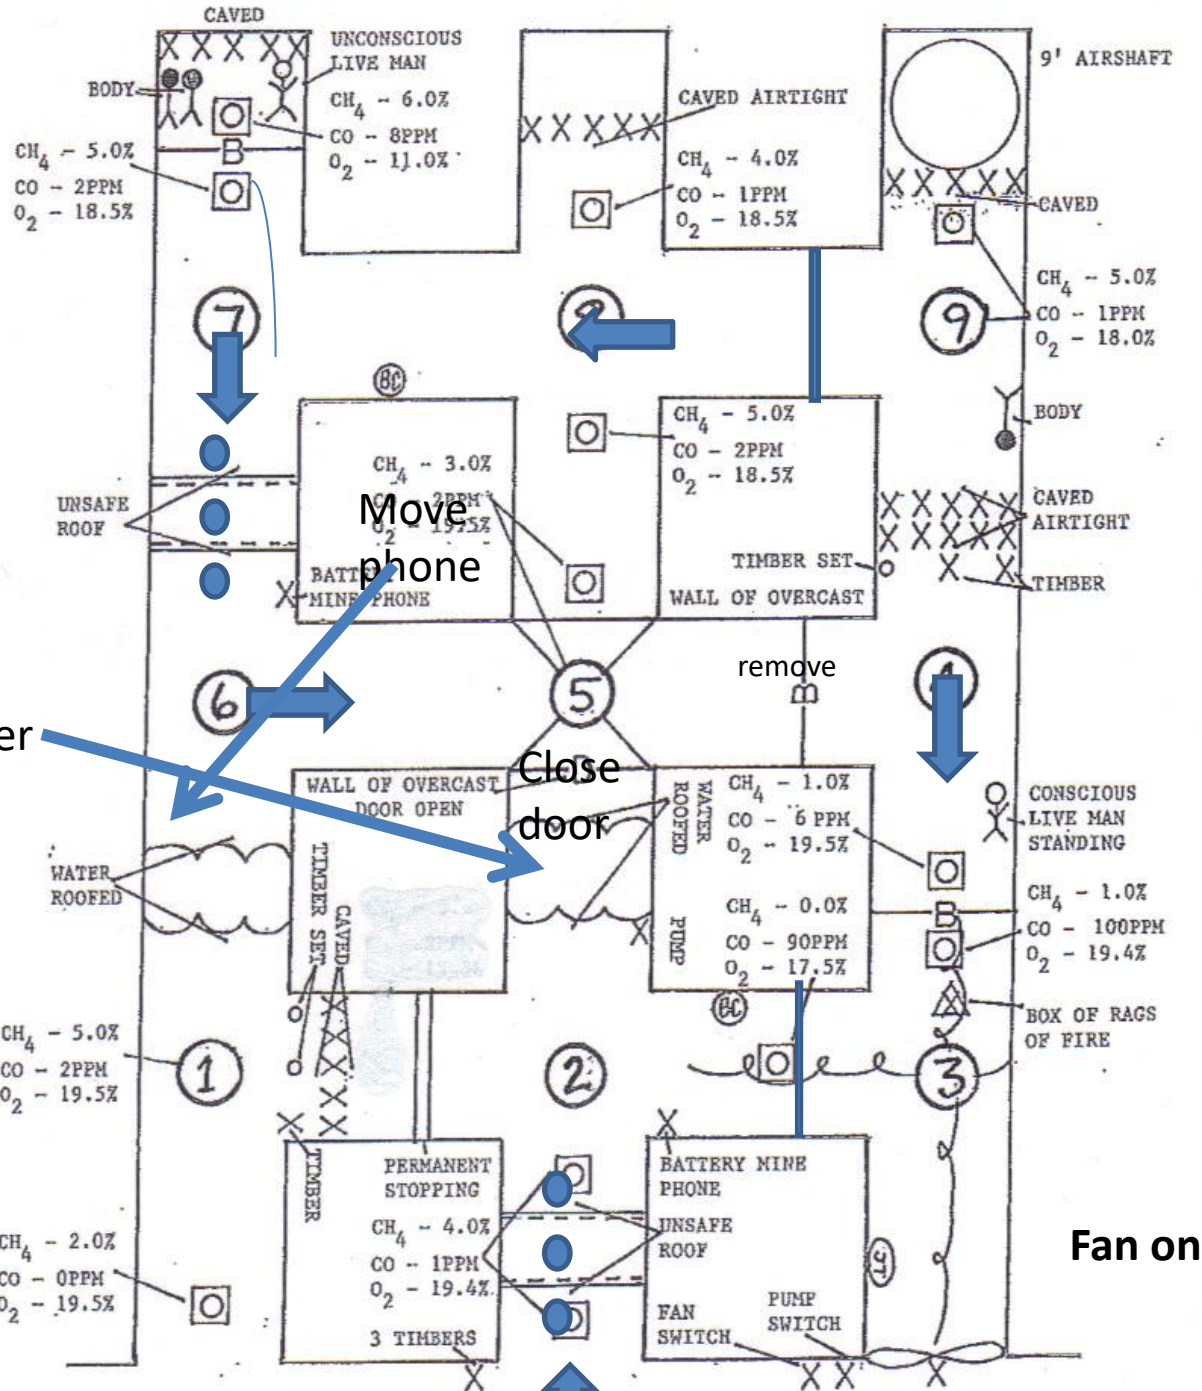 CAVED
UNCONSCIOUS
LIVE MAN
BODY
CH4 - 6.0%
CO - 8PPM
O2 - 11.0%
B
CH4 - 5.0%
CO - 2PPM
O2 - 18.5%
CAVED AIRTIGHT
CH4 - 4.0%
CO - 1PPM
O2 - 18.5%
9' AIRSHAFT
CAVED
CH4 - 5.0%
CO - 1PPM
O2 - 18.0%
7
9
BC
BODY
CH4 - 5.0%
CO - 2PPM
O2 - 18.5%
CH4 - 3.0%
Move
phone
UNSAFE
ROOF
MINE PHONE
TIMBER SET
WALL OF OVERCAST
CAVED
AIRTIGHT
TIMBER
6
5
remove
B
er
WALL OF OVERCAST
DOOR OPEN
Close
door
WATER
ROOFED
TIMBER SET
CAVED
WATER
ROOFED
PUMP
CH4 - 1.0%
CO - 6 PPM
O2 - 19.5%
CH4 - 0.0%
CO - 90PPM
O2 - 17.5%
CONSCIOUS
LIVE MAN
STANDING
B
CH4 - 1.0%
CO - 100PPM
O2 - 19.4%
BC
BOX OF RAGS
OF FIRE
CH4 - 5.0%
CO - 2PPM
O2 - 19.5%
1
2
3
TIMBER
PERMANENT
STOPPING
BATTERY MINE
PHONE
UNSAFE
ROOF
CH4 - 4.0%
CO - 1PPM
O2 - 19.4%
3 TIMBERS
CH4 - 2.0%
CO - 0PPM
O2 - 19.5%
FAN
SWITCH
PUMP
SWITCH
Fan on